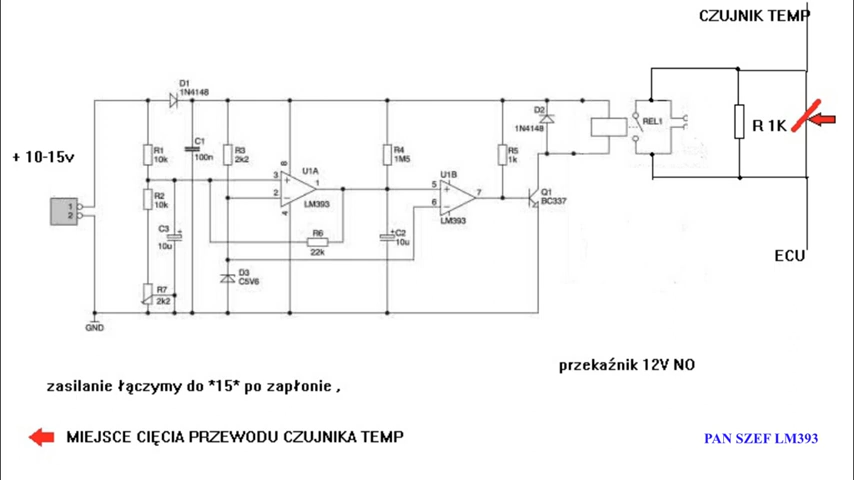 CZUJNIK TEMP
D1
1N4148
D2
1N4148
REL1
R 1K
+ 10-15v
R1
10k
C1
100n
R3
2k2
8
U1A
3
+
1
2
-
LM393
4
R4
1M5
U1B
5
+
7
6
-
LM393
R5
1k
Q1
BC337
1
2
R2
10k
C3
+
10u
R6
22k
+
C2
10u
ECU
D3
C5V6
R7
2k2
GND
przekaźnik 12V NO
zasilanie łączymy do *15* po zapłonie ,
MIEJSCE CIĘCIA PRZEWODU CZUJNIKA TEMP
PAN SZEF LM393